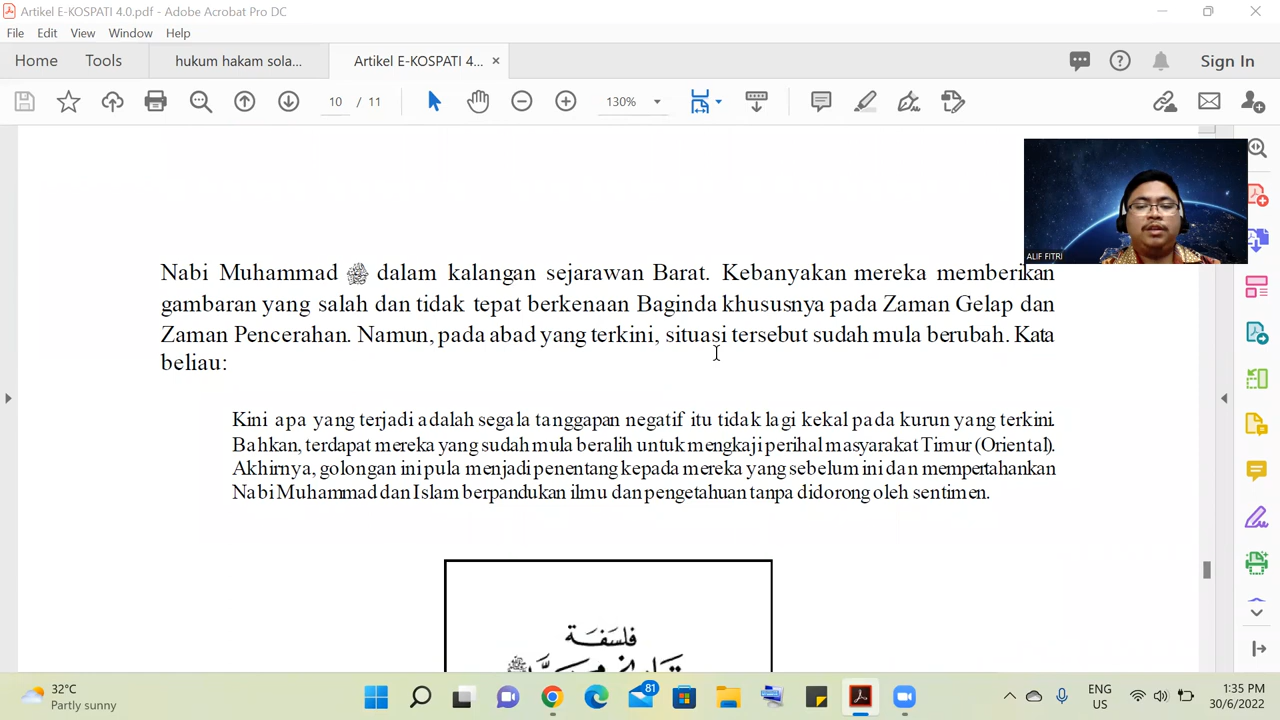 Artikel E-KOSPATI 4.0.pdf - Adobe Acrobat Pro DC
File Edit View Window Help
Home Tools hukum hakam sola... Artikel E-KOSPATI 4... × Sign In
10 / 11 130%
ALIF FITRI
Nabi Muhammad ﷺ dalam kalangan sejarawan Barat. Kebanyakan mereka memberikan
gambaran yang salah dan tidak tepat berkenaan Baginda khususnya pada Zaman Gelap dan
Zaman Pencerahan. Namun, pada abad yang terkini, situasi tersebut sudah mula berubah. Kata
beliau:
Kini apa yang terjadi adalah segala tanggapan negatif itu tidak lagi kekal pada kurun yang terkini.
Bahkan, terdapat mereka yang sudah mula beralih untuk mengkaji perihal masyarakat Timur (Oriental).
Akhirnya, golongan ini pula menjadi penentang kepada mereka yang sebelum ini dan mempertahankan
Nabi Muhammad dan Islam berpandukan ilmu dan pengetahuan tanpa didorong oleh sentimen.
فلسفة
32°C
Partly sunny
81
ENG
US
1:35 PM
30/6/2022